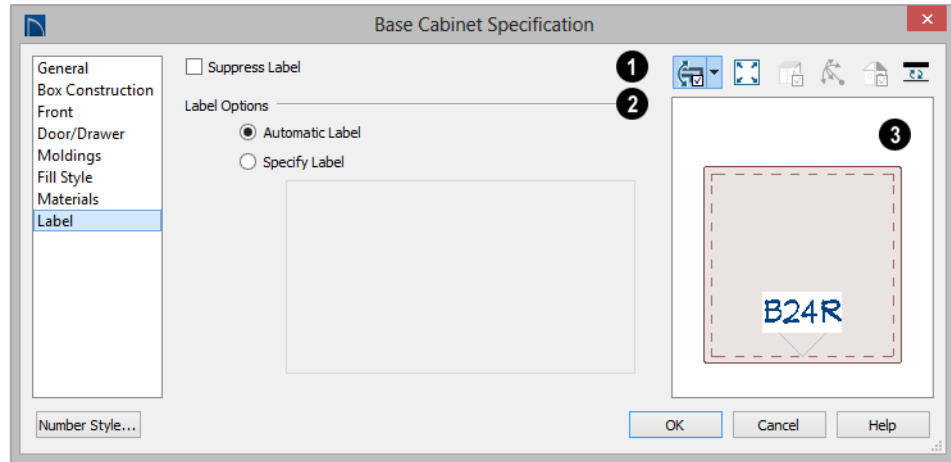 Base Cabinet Specification
General
Box Construction
Front
Door/Drawer
Moldings
Fill Style
Materials
Label
Suppress Label
1
Label Options
2
Automatic Label
Specify Label
3
B24R
Number Style...
OK
Cancel
Help